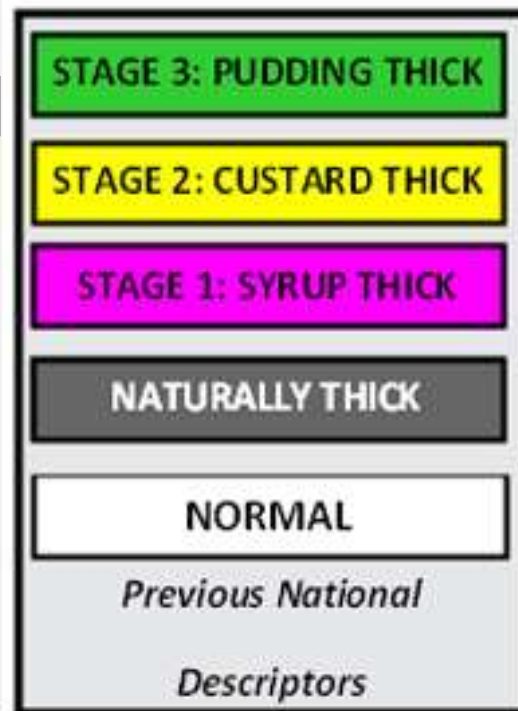 STAGE 3: PUDDING THICK
STAGE 2: CUSTARD THICK
STAGE 1: SYRUP THICK
NATURALLY THICK
NORMAL
Previous National
Descriptors